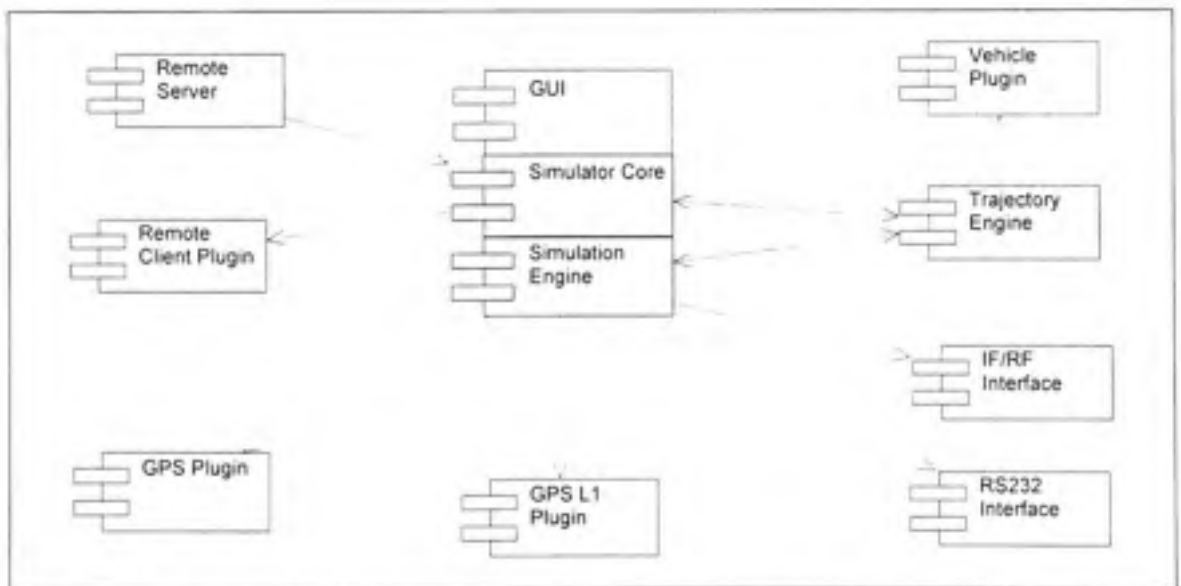 Remote
Server
GUI
Vehicle
Plugin
Simulator Core
Trajectory
Engine
Remote
Client Plugin
Simulation
Engine
IF/RF
Interface
GPS Plugin
GPS L1
Plugin
RS232
Interface